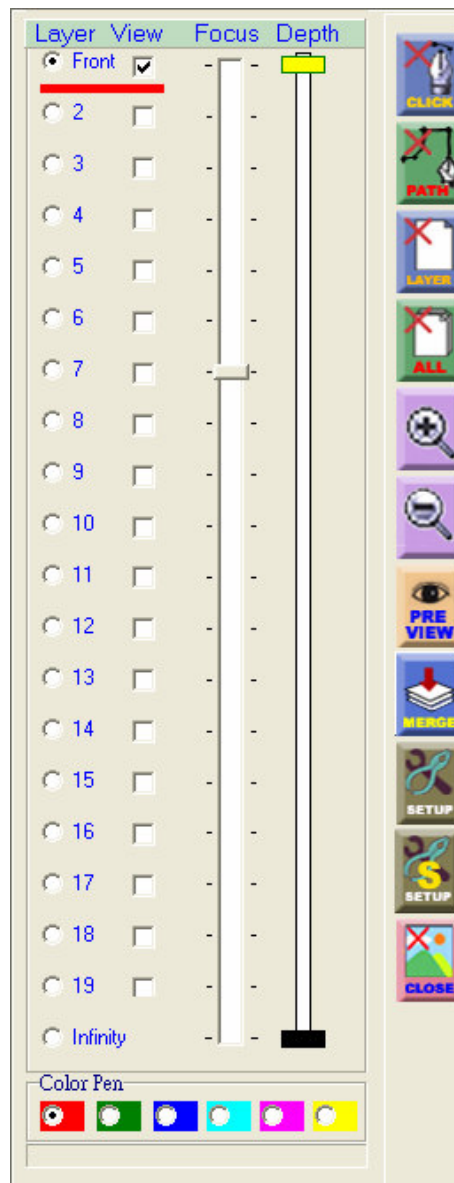 Layer View Focus Depth
Front
2
3
4
5
6
7
8
9
10
11
12
13
14
15
16
17
18
19
Infinity
Color Pen
CLICK
PATH
LAYER
ALL
PRE
VIEW
MERGE
SETUP
S
SETUP
CLOSE